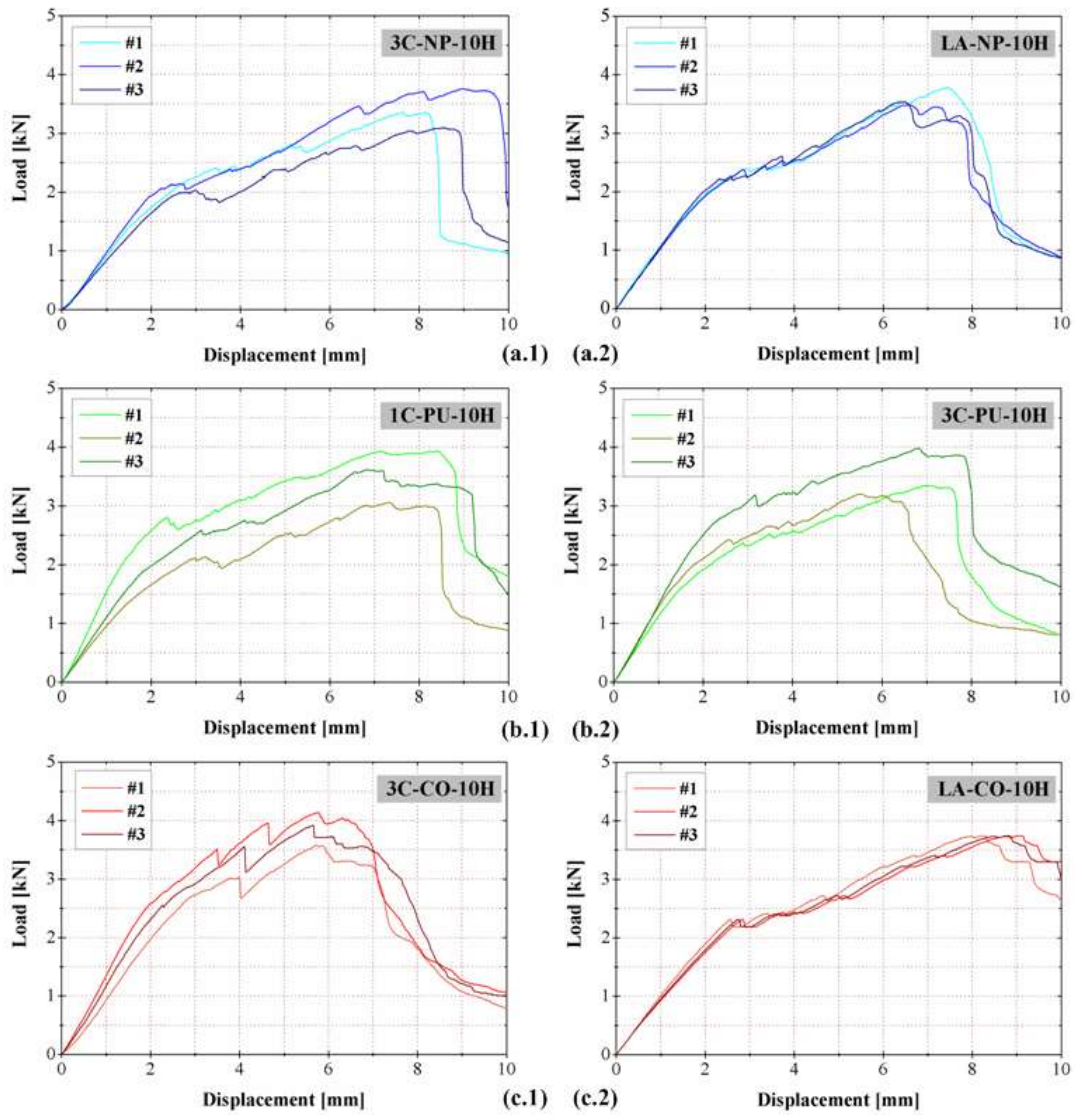 3C-NP-10H
#1
#2
#3
5
4
3
2
1
0
Load [kN]
0 2 4 6 8 10
Displacement [mm]
(a.1)
LA-NP-10H
#1
#2
#3
5
4
3
2
1
0
Load [kN]
0 2 4 6 8 10
Displacement [mm]
(a.2)
1C-PU-10H
#1
#2
#3
5
4
3
2
1
0
Load [kN]
0 2 4 6 8 10
Displacement [mm]
(b.1)
3C-PU-10H
#1
#2
#3
5
4
3
2
1
0
Load [kN]
0 2 4 6 8 10
Displacement [mm]
(b.2)
3C-CO-10H
#1
#2
#3
5
4
3
2
1
0
Load [kN]
0 2 4 6 8 10
Displacement [mm]
(c.1)
LA-CO-10H
#1
#2
#3
5
4
3
2
1
0
Load [kN]
0 2 4 6 8 10
Displacement [mm]
(c.2)